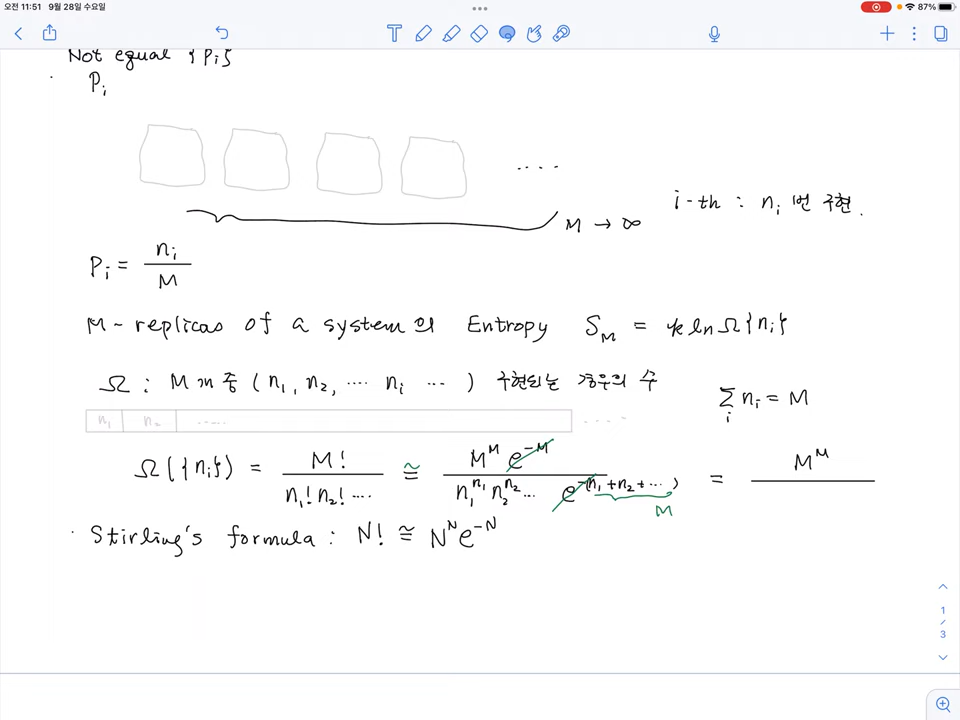 오전 11:51 9월 28일 수요일 87%
Not equal {Pi}
· Pi
....
M → ∞
i-th : ni 번 구현.
Pi = ni / M
M - replicas of a system의 Entropy S_M = k ln Ω{ni}
Ω : M개 중 (n1, n2, .... ni ...) 구현되는 경우의 수
∑_i ni = M
n1 n2 ..... ....
Ω({ni}) = M! / n1! n2! .... ≅ M^M e^-M / n1^n1 n2^n2 ... e^-(n1+n2+...) = M^M
M
· Stirling's formula : N! ≅ N^N e^-N
1
/
3